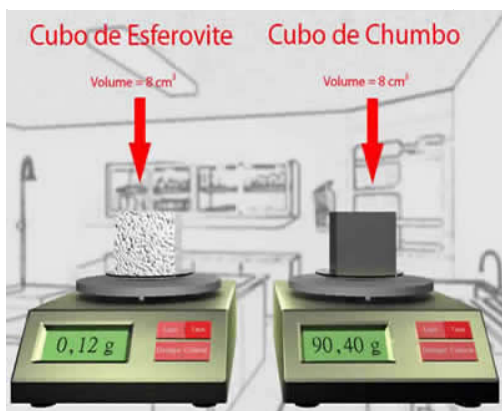 Cubo de Esferovite
Volume = 8 cm³
0,12 g
Cubo de Chumbo
Volume = 8 cm³
90,40 g